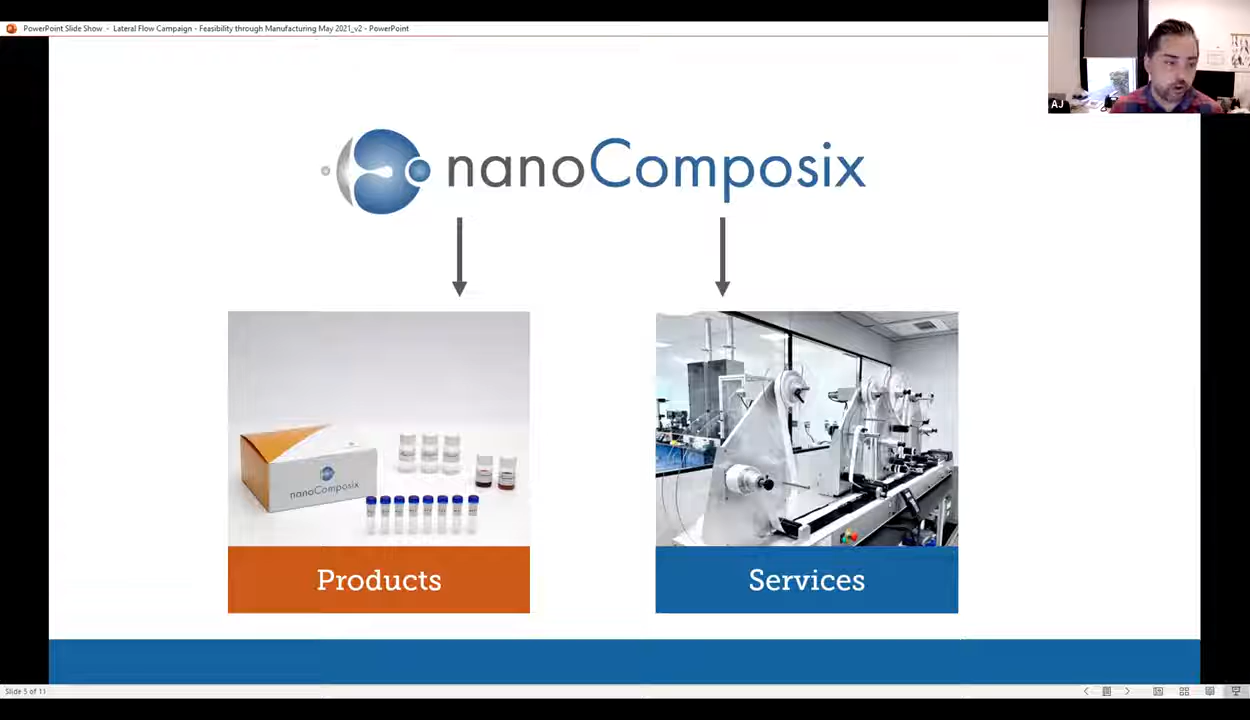 PowerPoint Slide Show - Lateral Flow Campaign - Feasibility through Manufacturing May 2021_v2 - PowerPoint
AJ
nanoComposix
nanoComposix
Products
Services
Slide 5 of 11